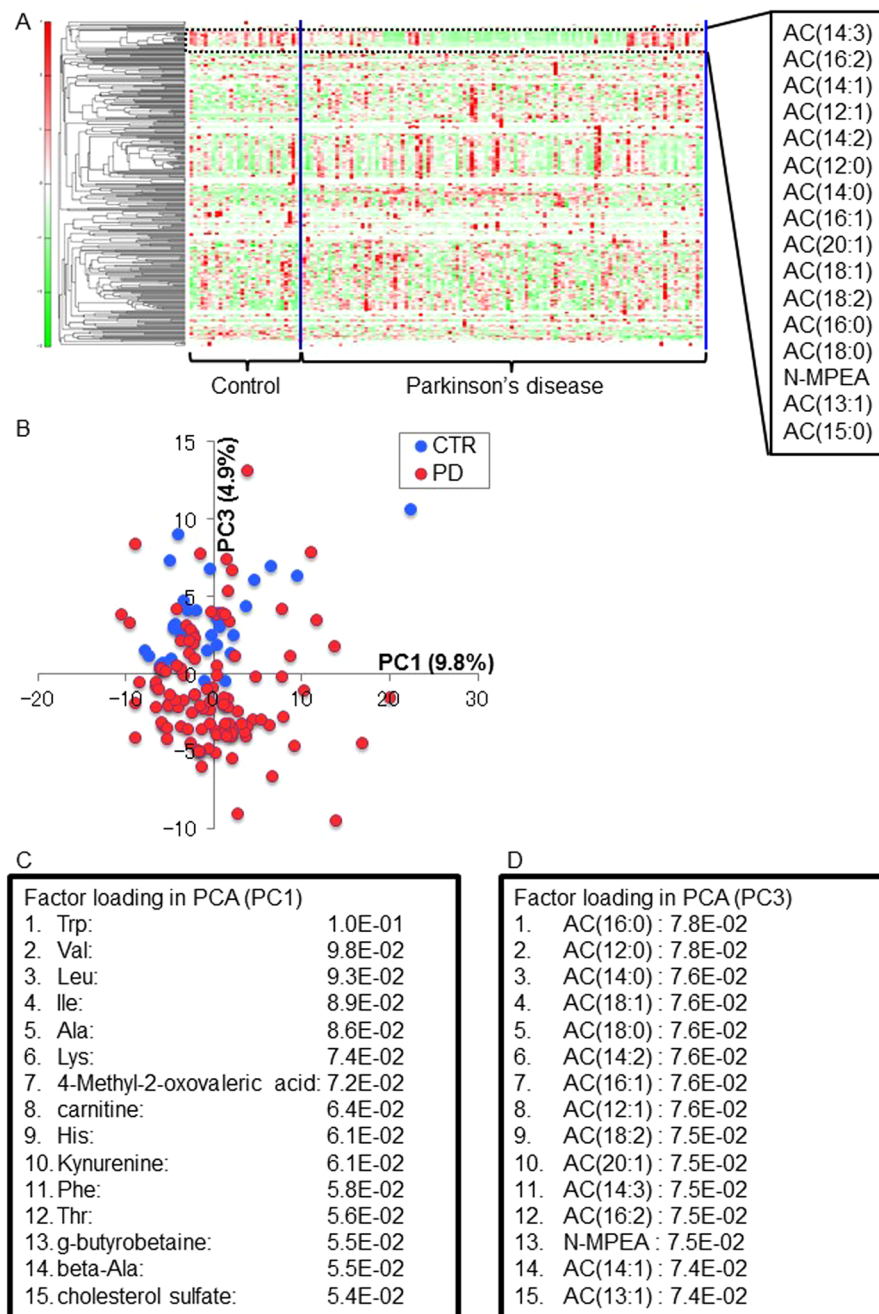 A
AC(14:3)
AC(16:2)
AC(14:1)
AC(12:1)
AC(14:2)
AC(12:0)
AC(14:0)
AC(16:1)
AC(20:1)
AC(18:1)
AC(18:2)
AC(16:0)
AC(18:0)
N-MPEA
AC(13:1)
AC(15:0)
Control
Parkinson's disease
B
CTR
PD
PC3 (4.9%)
15
10
5
0
-5
-10
PC1 (9.8%)
-20
-10
0
10
20
30
C
Factor loading in PCA (PC1)
1. Trp: 1.0E-01
2. Val: 9.8E-02
3. Leu: 9.3E-02
4. Ile: 8.9E-02
5. Ala: 8.6E-02
6. Lys: 7.4E-02
7. 4-Methyl-2-oxovaleric acid: 7.2E-02
8. carnitine: 6.4E-02
9. His: 6.1E-02
10. Kynurenine: 6.1E-02
11. Phe: 5.8E-02
12. Thr: 5.6E-02
13. g-butyrobetaine: 5.5E-02
14. beta-Ala: 5.5E-02
15. cholesterol sulfate: 5.4E-02
D
Factor loading in PCA (PC3)
1. AC(16:0) : 7.8E-02
2. AC(12:0) : 7.8E-02
3. AC(14:0) : 7.6E-02
4. AC(18:1) : 7.6E-02
5. AC(18:0) : 7.6E-02
6. AC(14:2) : 7.6E-02
7. AC(16:1) : 7.6E-02
8. AC(12:1) : 7.6E-02
9. AC(18:2) : 7.5E-02
10. AC(20:1) : 7.5E-02
11. AC(14:3) : 7.5E-02
12. AC(16:2) : 7.5E-02
13. N-MPEA : 7.5E-02
14. AC(14:1) : 7.4E-02
15. AC(13:1) : 7.4E-02